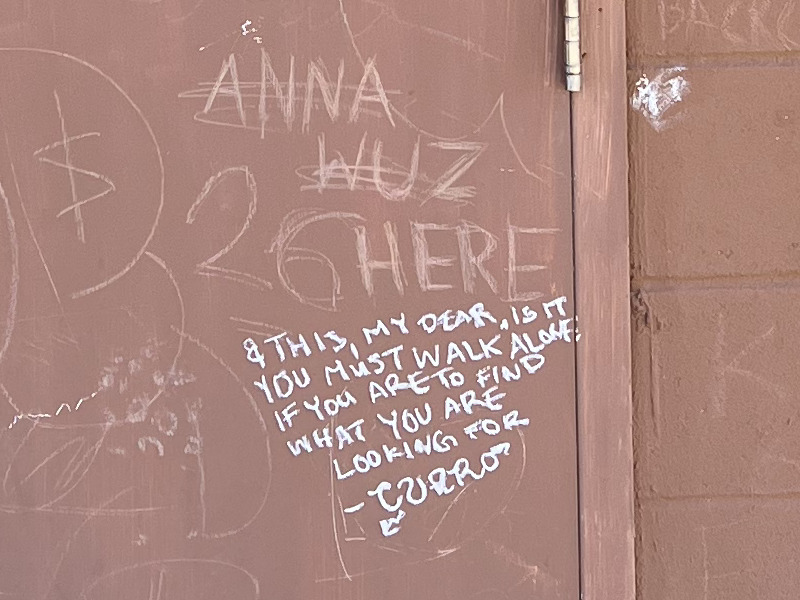 ANNA
WUZ
$ 26 HERE
& THIS, MY DEAR, IS IT
YOU MUST WALK ALONE
IF YOU ARE TO FIND
WHAT YOU ARE
LOOKING FOR
- CURRO